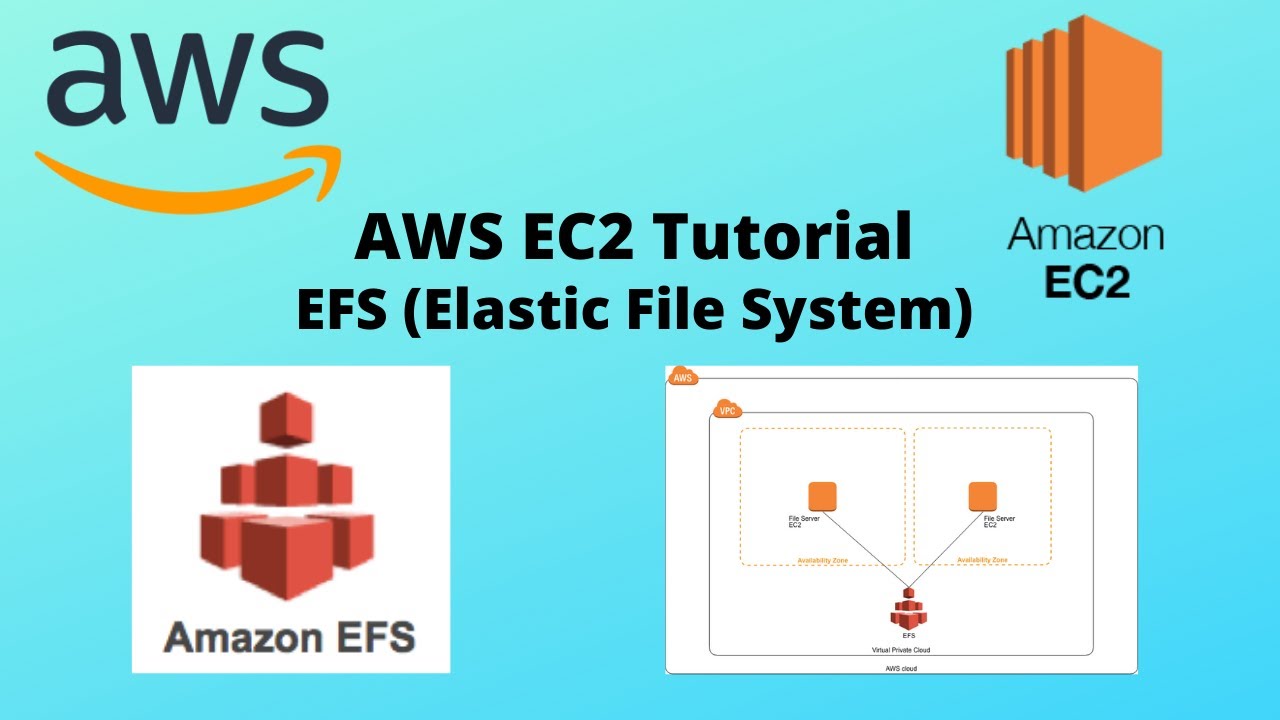 aws
Amazon
EC2
AWS EC2 Tutorial
EFS (Elastic File System)
Amazon EFS
AWS
VPC
File Server
EC2
File Server
EC2
Availability Zone
Availability Zone
EFS
Virtual Private Cloud
AWS cloud